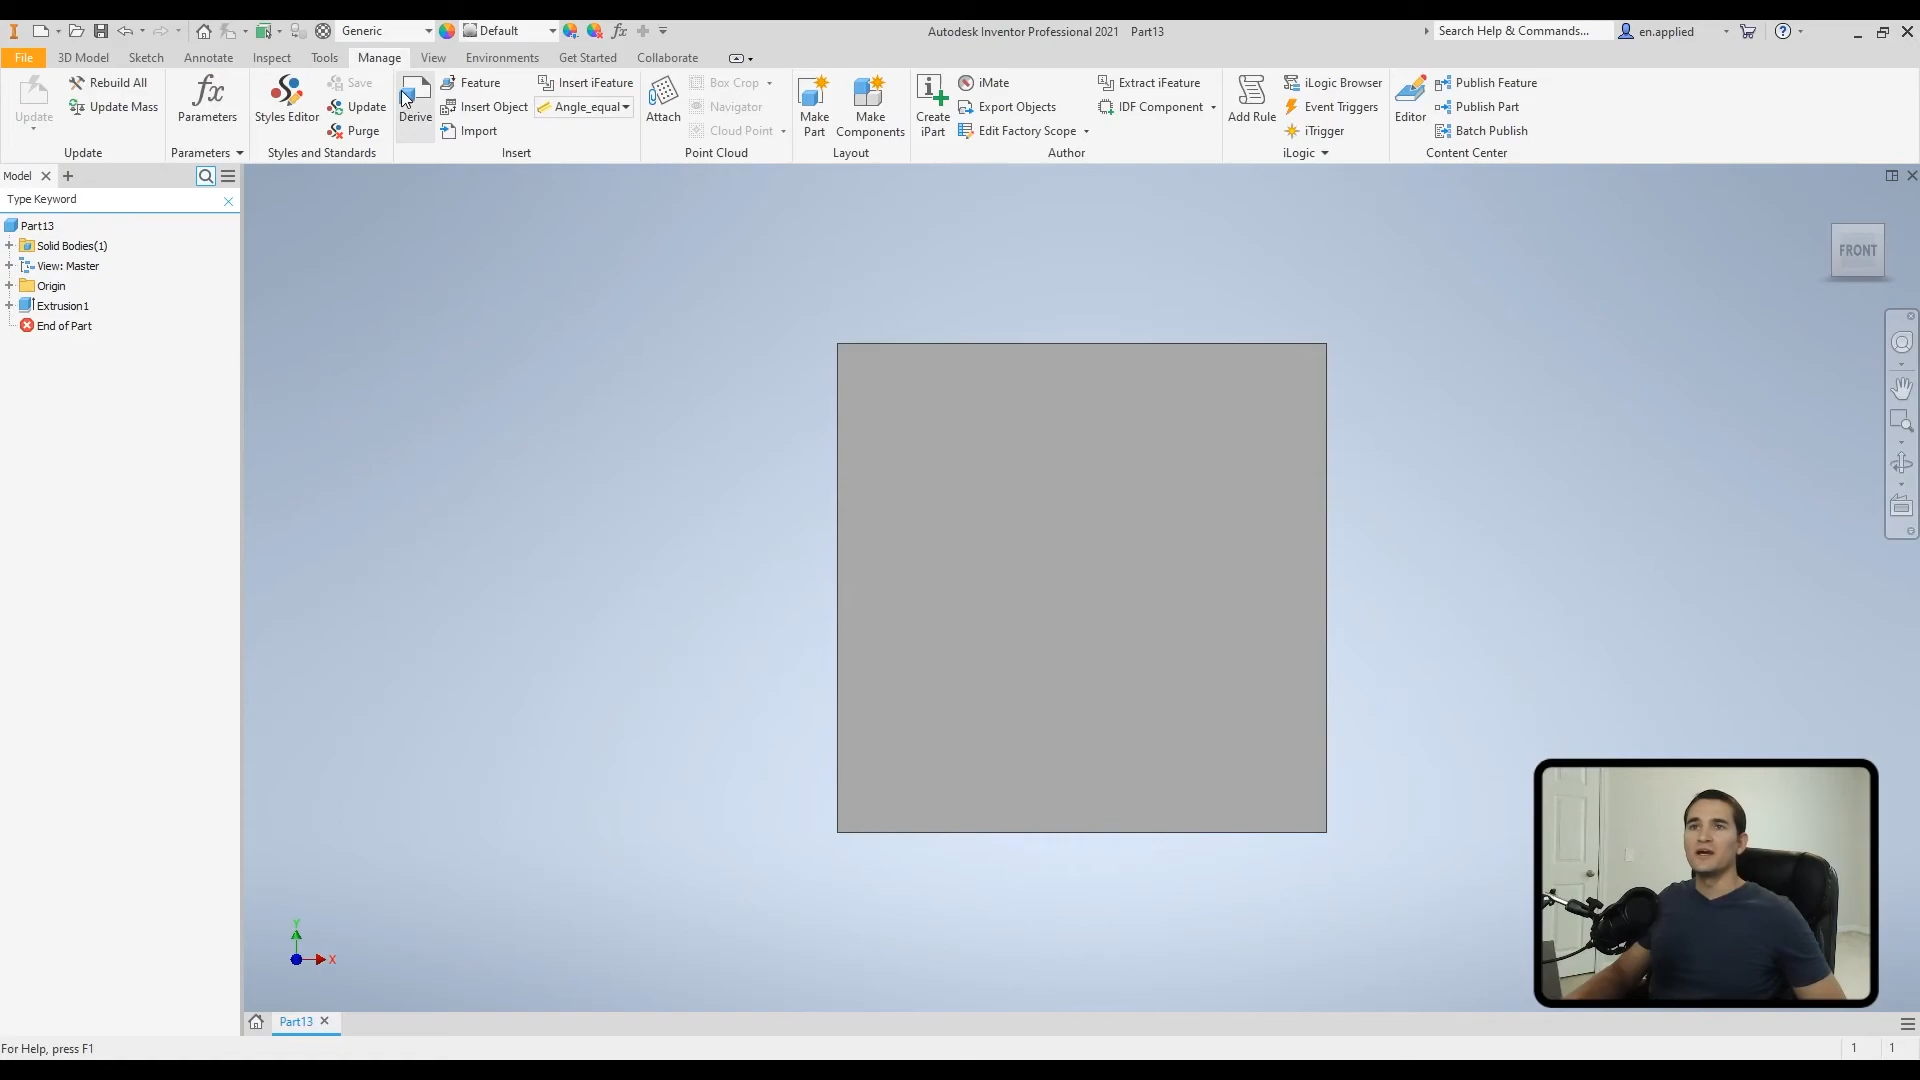 Generic
Default
fx
Autodesk Inventor Professional 2021 Part13
Search Help & Commands...
en.applied
File 3D Model Sketch Annotate Inspect Tools Manage View Environments Get Started Collaborate
Update
Rebuild All
Update Mass
Update
fx
Parameters
Parameters
Styles Editor
Save
Update
Purge
Styles and Standards
Derive
Feature
Insert Object
Import
Insert iFeature
Angle_equal
Insert
Attach
Box Crop
Navigator
Cloud Point
Point Cloud
Make
Part
Make
Components
Layout
Create
iPart
iMate
Export Objects
Edit Factory Scope
Extract iFeature
IDF Component
Author
Add Rule
iLogic Browser
Event Triggers
iTrigger
iLogic
Editor
Publish Feature
Publish Part
Batch Publish
Content Center
Model
Type Keyword
Part13
Solid Bodies(1)
View: Master
Origin
Extrusion1
End of Part
FRONT
Y
X
Part13
For Help, press F1
1 1